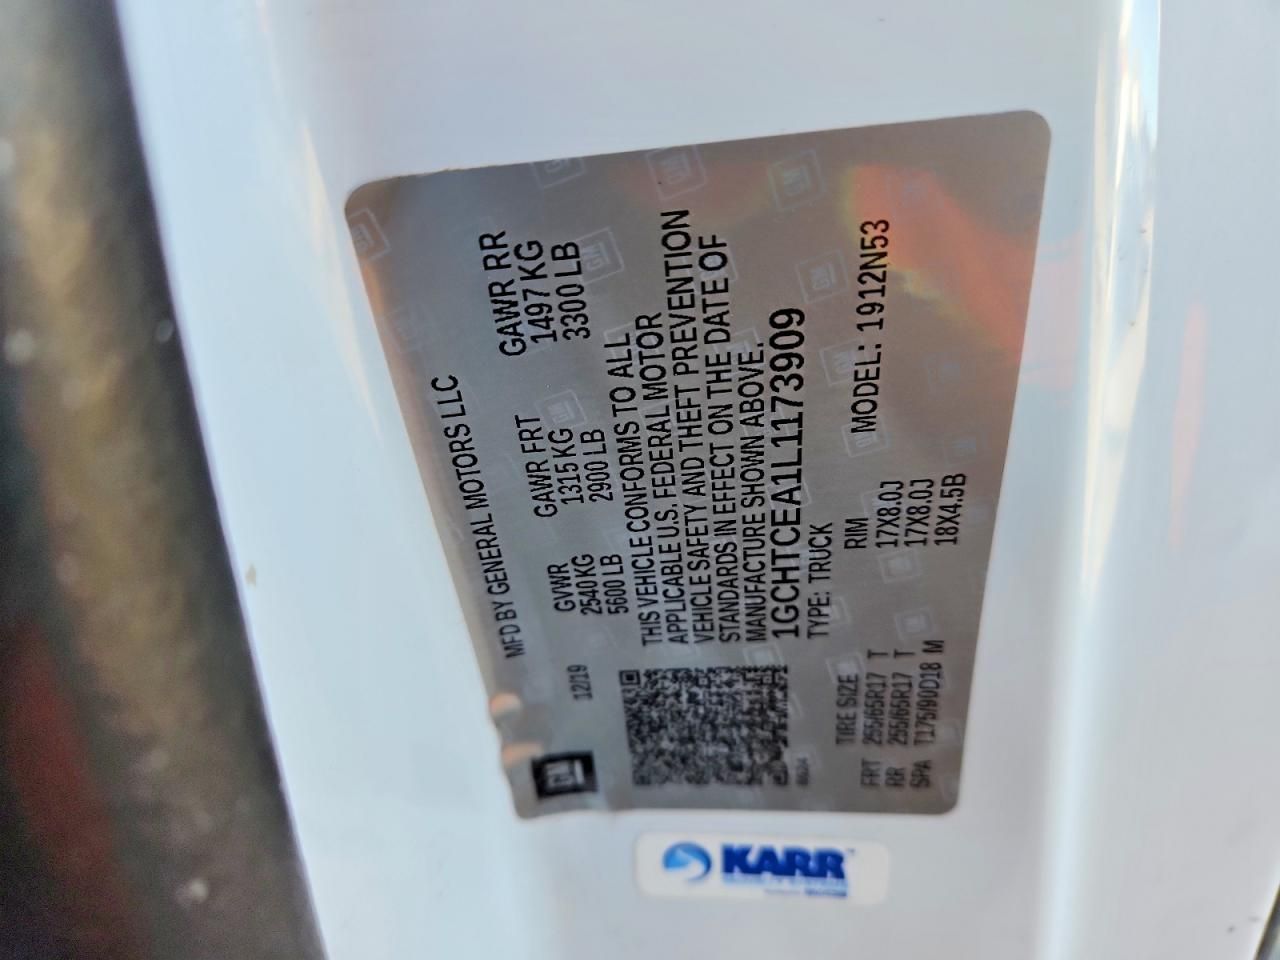 MFD BY GENERAL MOTORS LLC
12/19
GVWR GAWR FRT GAWR RR
2540 KG 1315 KG 1497 KG
5600 LB 2900 LB 3300 LB
THIS VEHICLE CONFORMS TO ALL
APPLICABLE U.S. FEDERAL MOTOR
VEHICLE SAFETY AND THEFT PREVENTION
STANDARDS IN EFFECT ON THE DATE OF
MANUFACTURE SHOWN ABOVE.
1GCHTCEA1L1173909
TYPE: TRUCK MODEL: 1912N53
TIRE SIZE RIM
FRT 255/65R17 T 17X8.0J
RR 255/65R17 T 17X8.0J
SPA T175/90D18 M 18X4.5B
GM
KARR